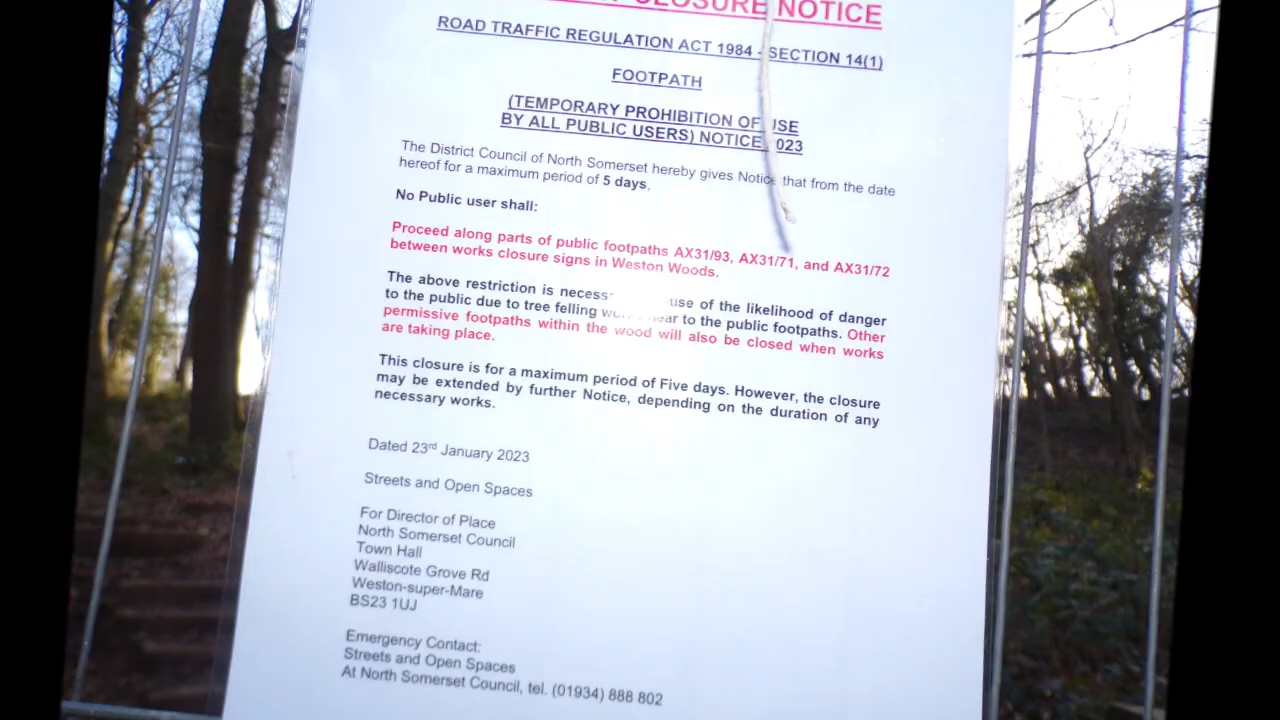 CLOSURE NOTICE
ROAD TRAFFIC REGULATION ACT 1984 - SECTION 14(1)
FOOTPATH
(TEMPORARY PROHIBITION OF USE
BY ALL PUBLIC USERS) NOTICE 2023
The District Council of North Somerset hereby gives Notice that from the date
hereof for a maximum period of 5 days.
No Public user shall:
Proceed along parts of public footpaths AX31/93, AX31/71, and AX31/72
between works closure signs in Weston Woods.
The above restriction is of the likelihood of danger
to the public due to tree felling to the public footpaths. Other
permissive footpaths within the wood will also be closed when works
are taking place.
This closure is for a maximum period of Five days. However, the closure
may be extended by further Notice, depending on the duration of any
necessary works.
Dated 23rd January 2023
Streets and Open Spaces
For Director of Place
North Somerset Council
Town Hall
Walliscote Grove Rd
Weston-super-Mare
BS23 1UJ
Emergency Contact:
Streets and Open Spaces
At North Somerset Council, tel. (01934) 888 802